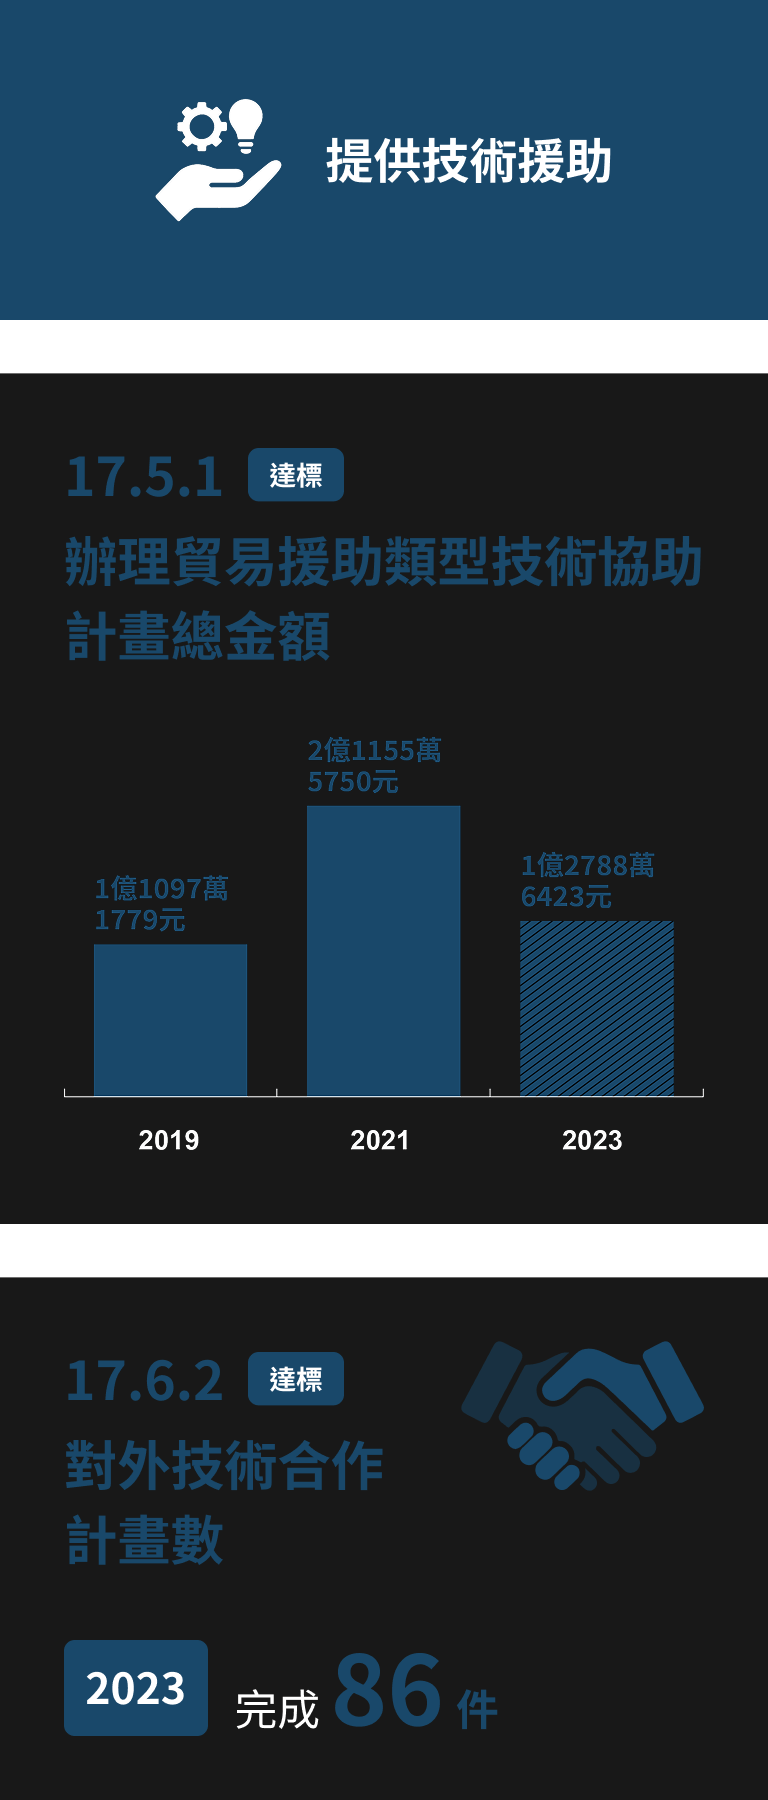 提供技術援助
17.5.1 達標
辦理貿易援助類型技術協助
計畫總金額
1億1097萬
1779元
2億1155萬
5750元
1億2788萬
6423元
2019 2021 2023
17.6.2 達標
對外技術合作
計畫數
2023 完成 86 件